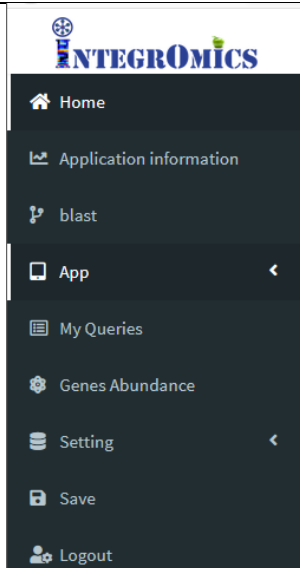 INTEGROMICS
Home
Application information
blast
App
My Queries
Genes Abundance
Setting
Save
Logout